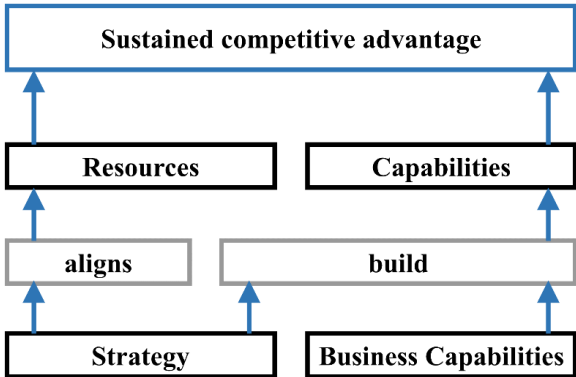 Sustained competitive advantage
Resources
Capabilities
aligns
build
Strategy
Business Capabilities